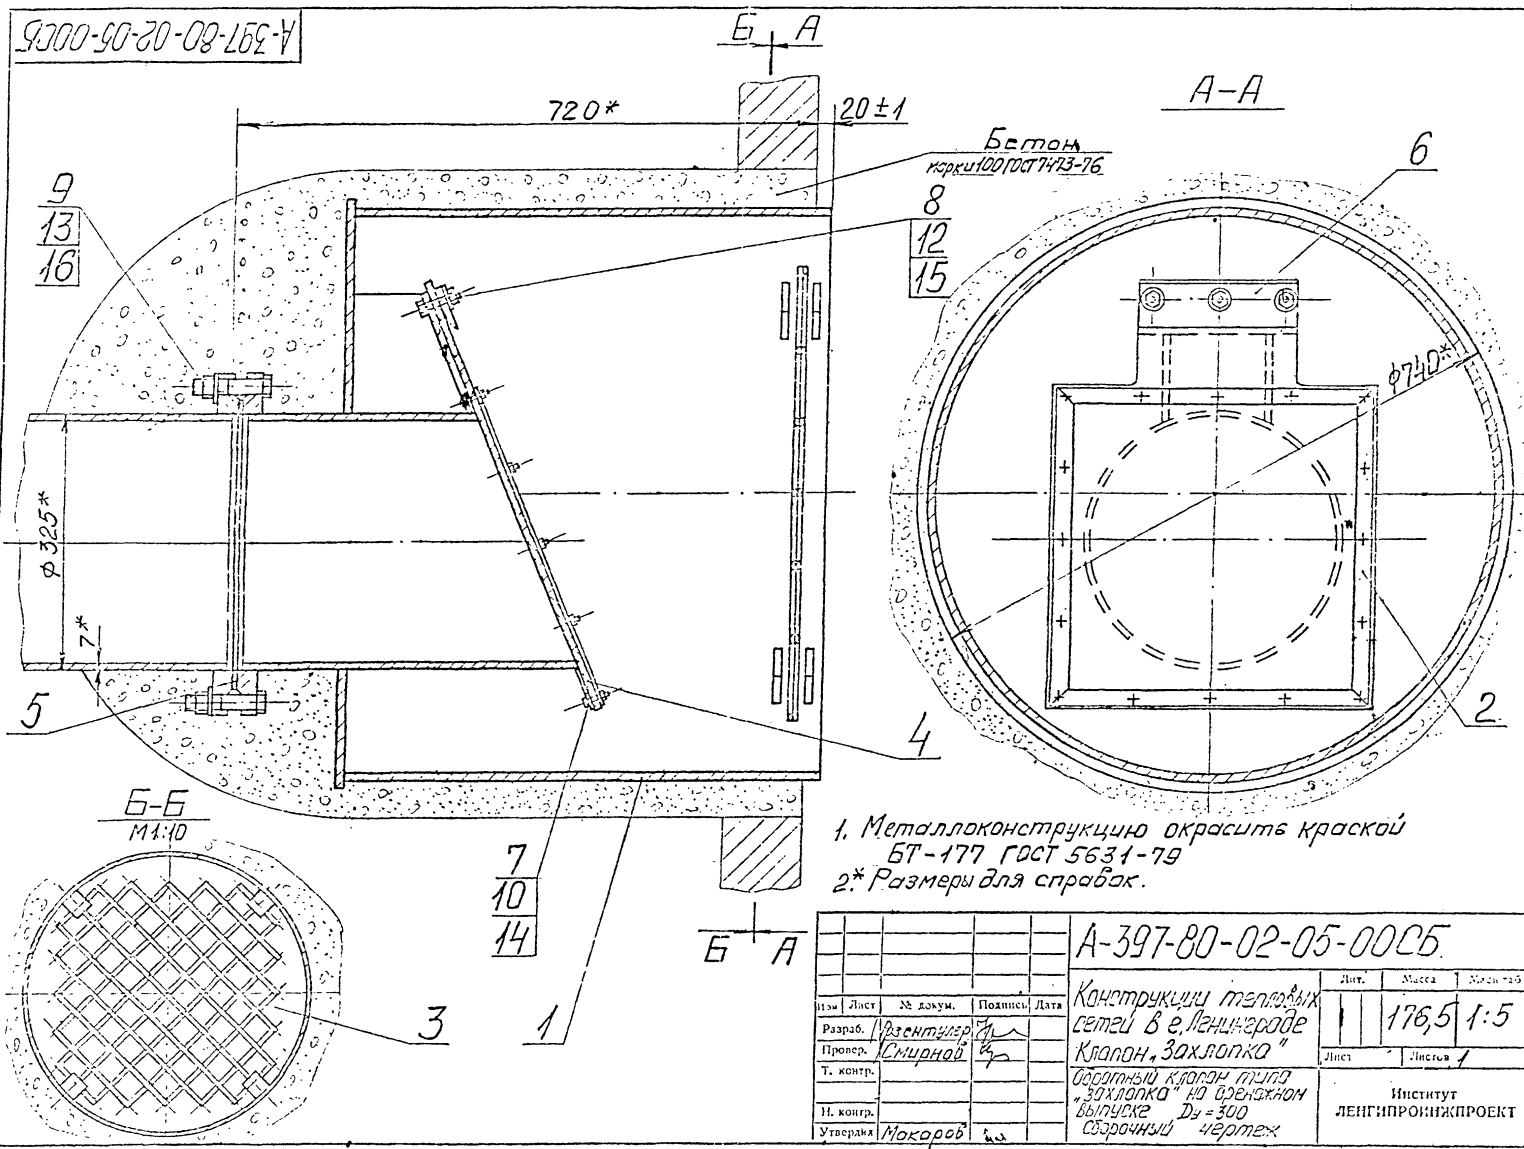 А-397-80-02-05-00СБ
Б А
А-А
720*
20±1
Бетон
марки 100 ГОСТ 7473-76
6
9
13
16
8
12
15
ф740*
ф325*
7*
5
4
2
Б-Б
М1:10
7
10
14
3
1
Б А
1. Металлоконструкцию окрасить краской
БТ-177 ГОСТ 5631-79
2.* Размеры для справок.
А-397-80-02-05-00СБ
Конструкции тепловых
сетей в г. Ленинграде
Клапан „Захлопка"
Лит. Масса Масштаб
176,5 1:5
Лист Листов 1
Изм Лист № докум. Подпись Дата
Разраб. Розентулер
Провер. Смирнов
Т. контр.
Н. контр.
Утвердил Макаров
Обратный клапан типа
„захлопка" на дренажном
выпуске Ду=300
Сборочный чертеж
Институт
ЛЕНГИПРОИНЖПРОЕКТ